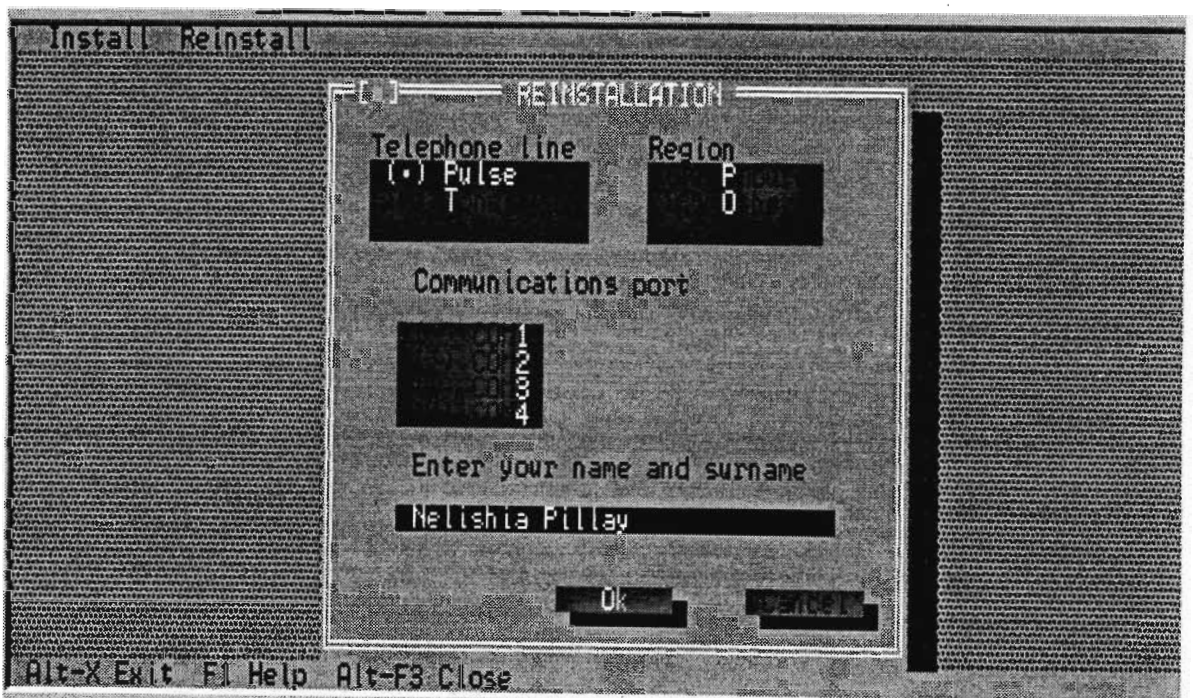 Install Reinstall
REINSTALLATION
Telephone line
(•) Pulse
T
Region
P
O
Communications port
1
2
3
4
Enter your name and surname
Nelishia Pillay
Ok
Cancel
Alt-X Exit F1 Help Alt-F3 Close